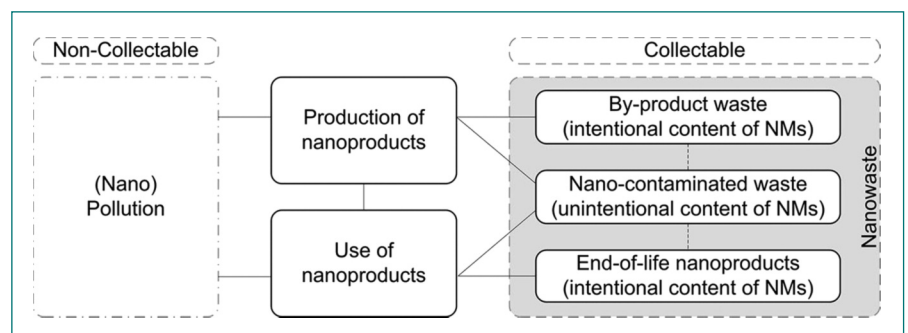 Non-Collectable
Collectable
(Nano)
Pollution
Production of
nanoproducts
Use of
nanoproducts
By-product waste
(intentional content of NMs)
Nano-contaminated waste
(unintentional content of NMs)
End-of-life nanoproducts
(intentional content of NMs)
Nanowaste